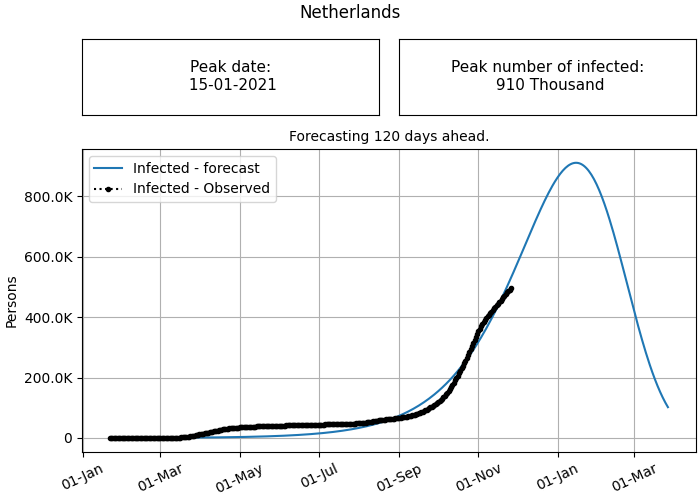 Netherlands
Peak date:
15-01-2021
Peak number of infected:
910 Thousand
Forecasting 120 days ahead.
Infected - forecast
Infected - Observed
Persons
800.0K
600.0K
400.0K
200.0K
0
01-Jan
01-Mar
01-May
01-Jul
01-Sep
01-Nov
01-Jan
01-Mar